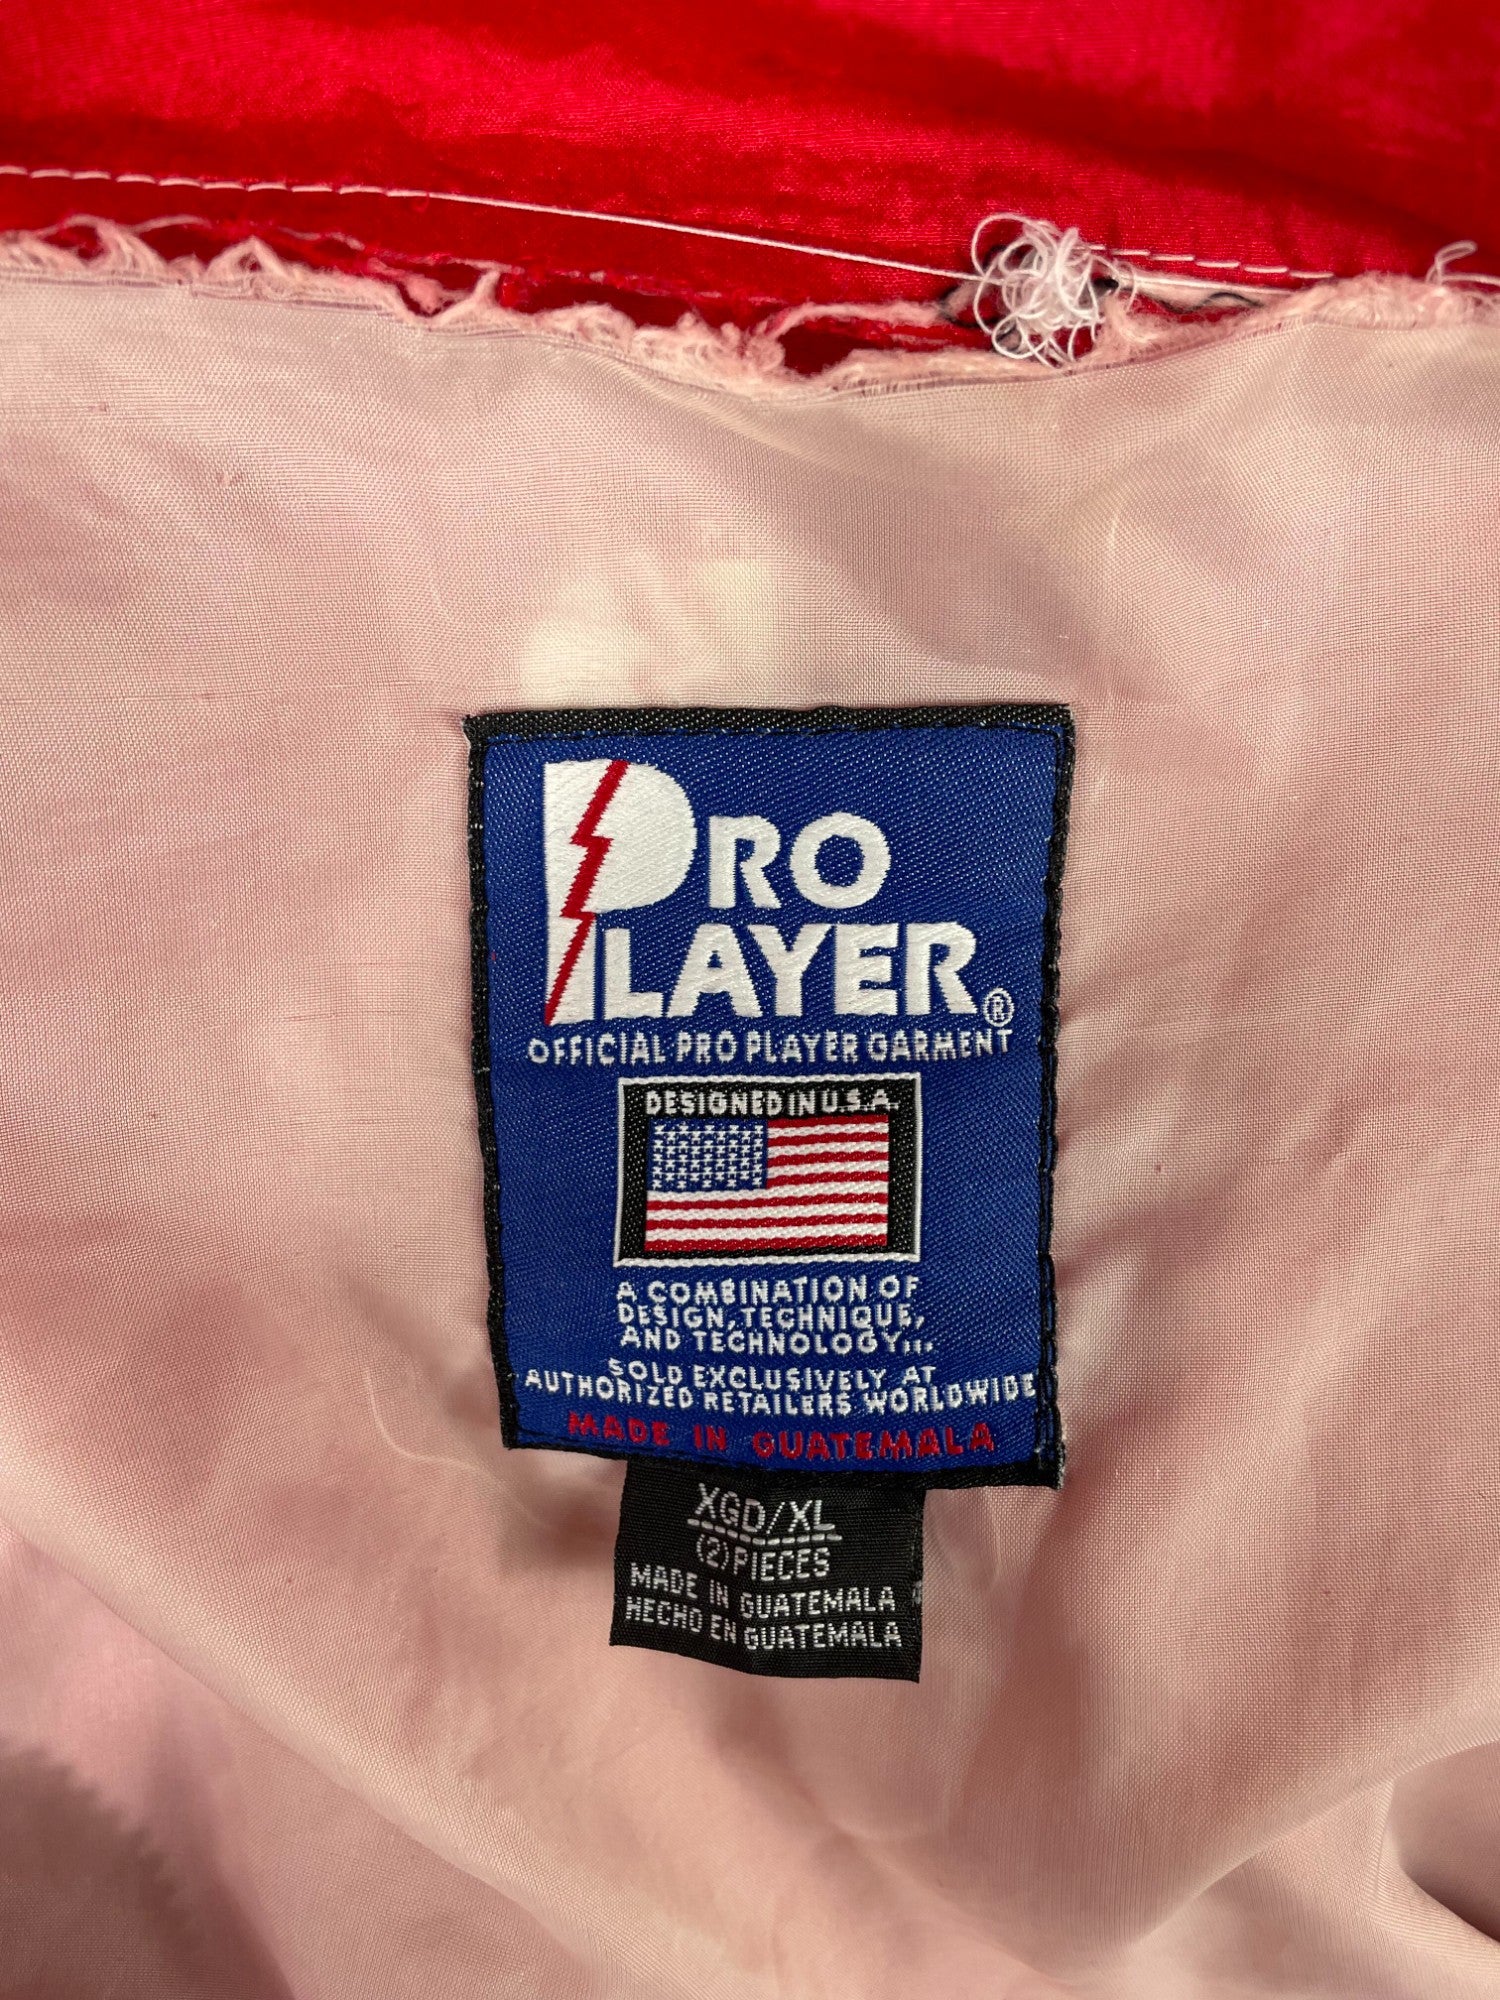 PRO
PLAYER®
OFFICIAL PRO PLAYER GARMENT
DESIGNED IN U.S.A.
A COMBINATION OF
DESIGN, TECHNIQUE,
AND TECHNOLOGY...
SOLD EXCLUSIVELY AT
AUTHORIZED RETAILERS WORLDWIDE
MADE IN GUATEMALA
XGD/XL
(2) PIECES
MADE IN GUATEMALA
HECHO EN GUATEMALA